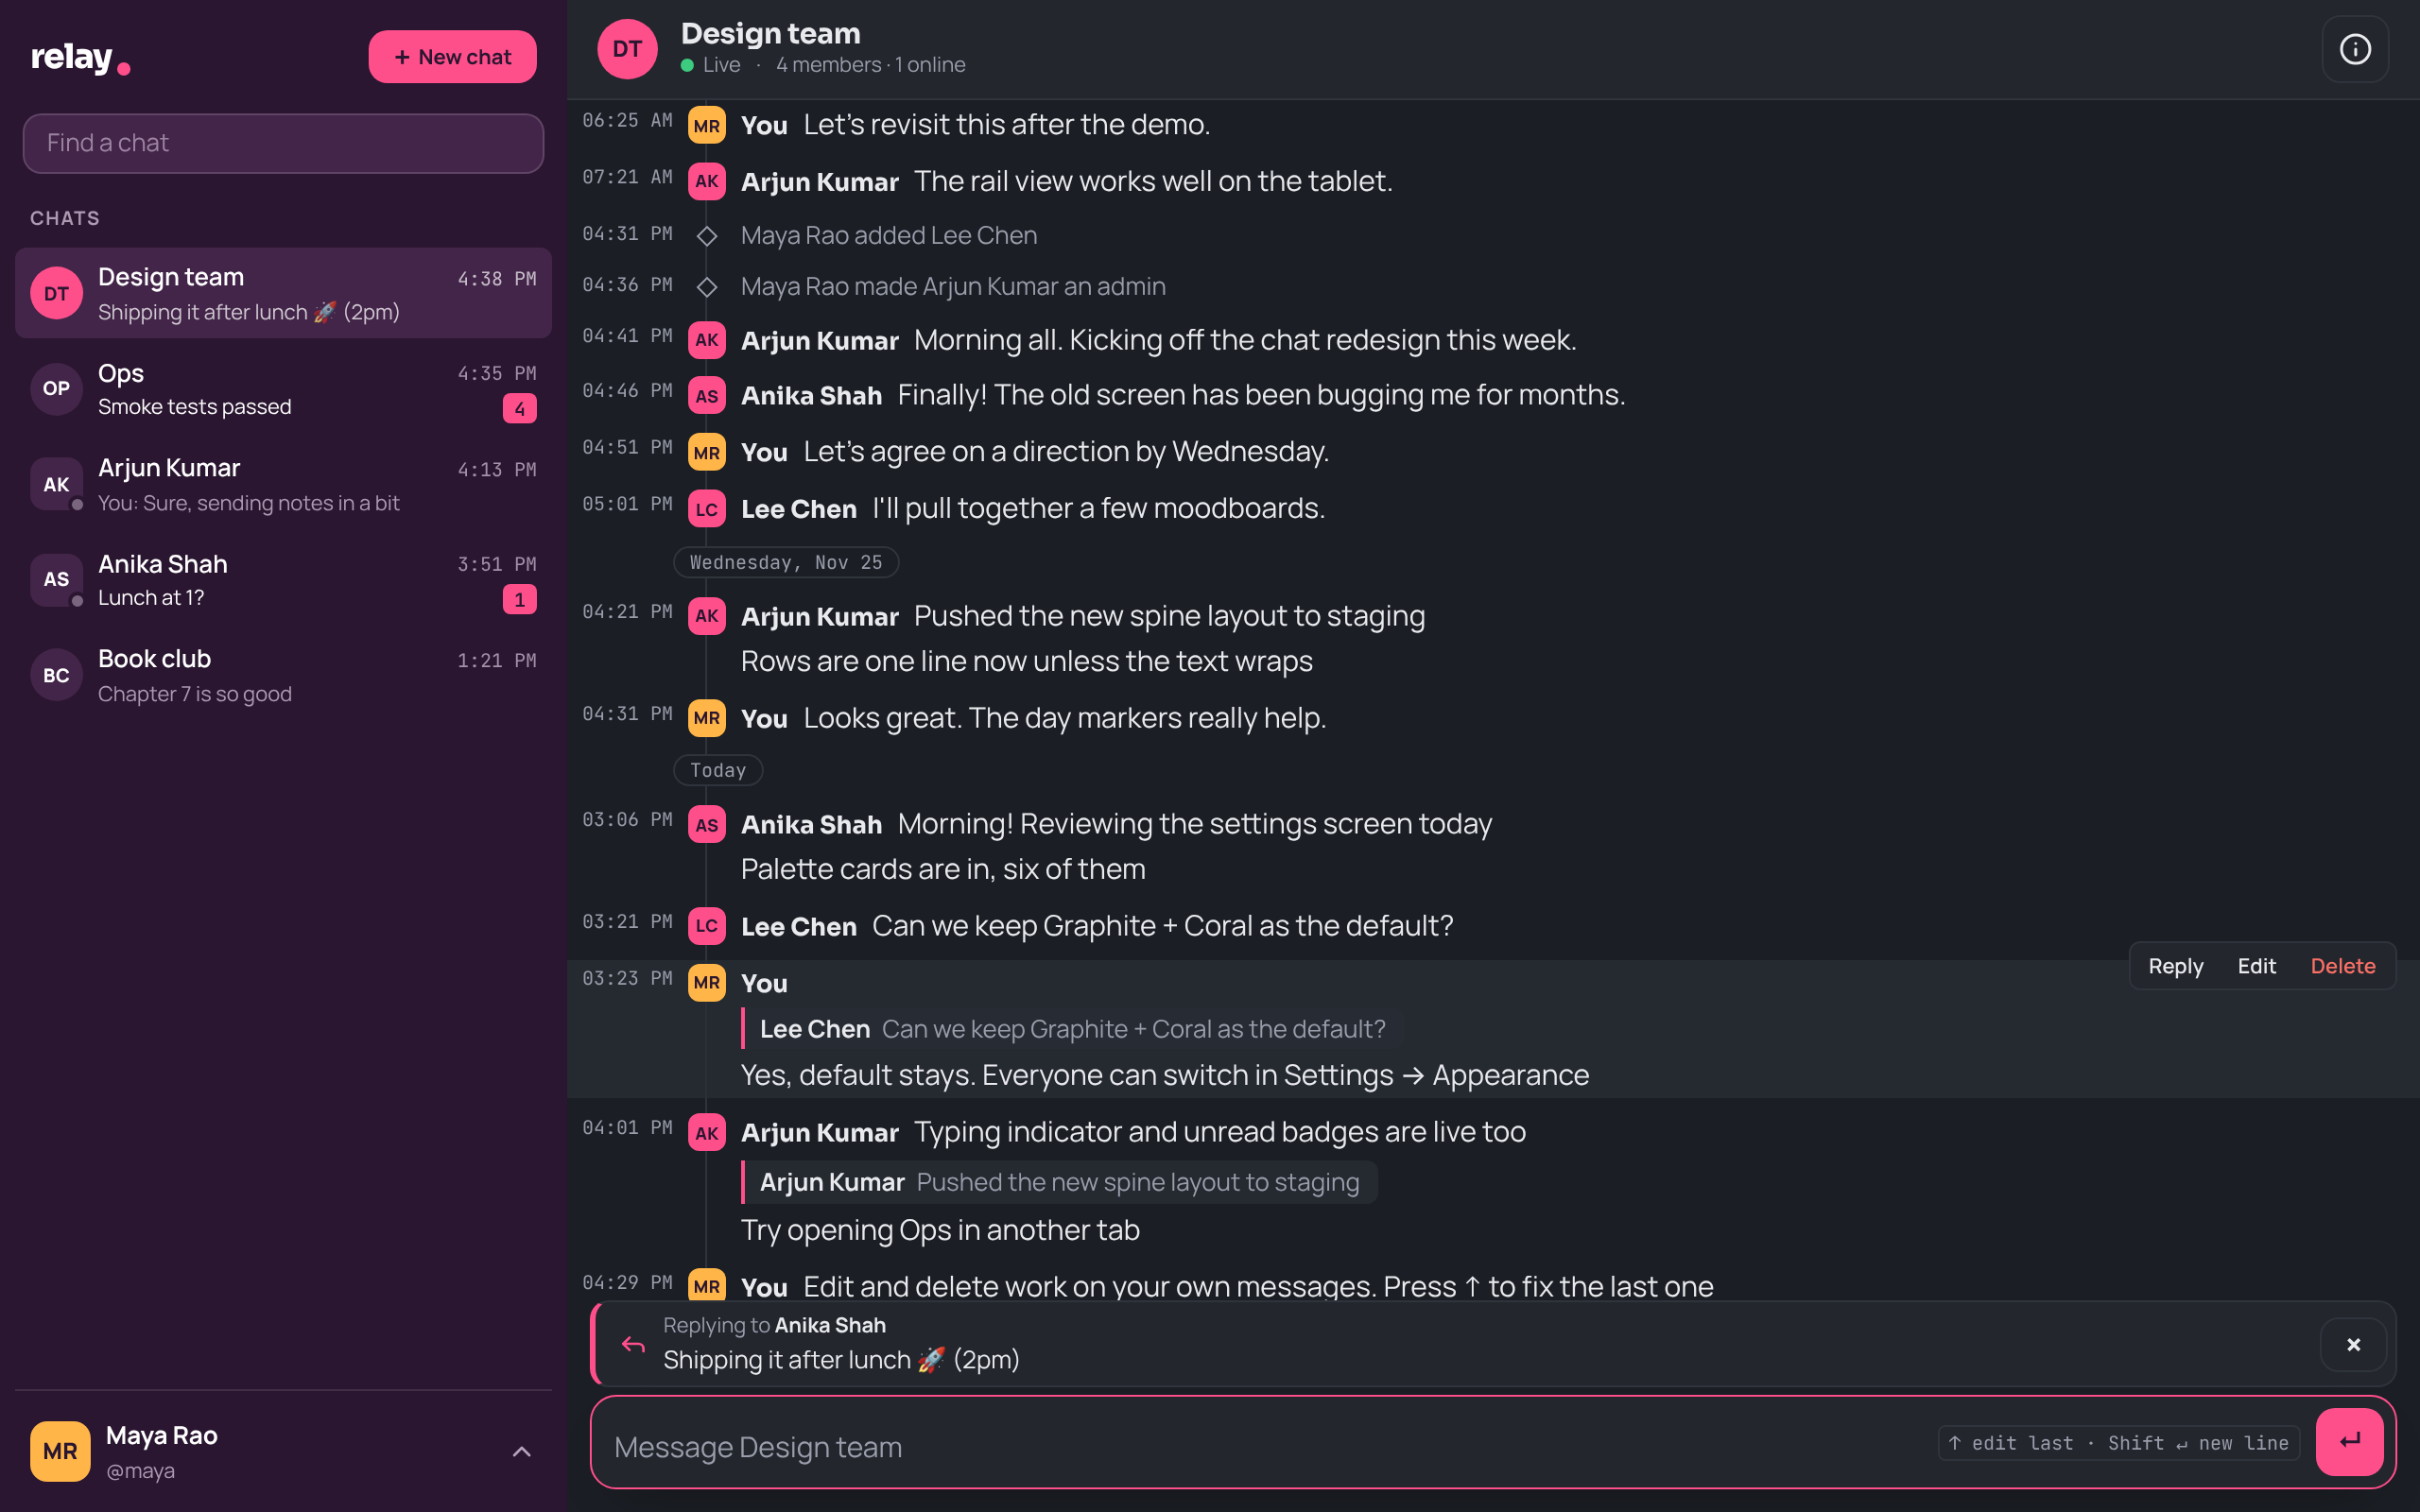 relay.
+ New chat
Find a chat
CHATS
DT Design team 4:38 PM
Shipping it after lunch 🚀 (2pm)
OP Ops 4:35 PM
Smoke tests passed 4
AK Arjun Kumar 4:13 PM
You: Sure, sending notes in a bit
AS Anika Shah 3:51 PM
Lunch at 1? 1
BC Book club 1:21 PM
Chapter 7 is so good
MR Maya Rao
@maya
DT Design team
Live · 4 members · 1 online
06:25 AM MR You Let's revisit this after the demo.
07:21 AM AK Arjun Kumar The rail view works well on the tablet.
04:31 PM ◇ Maya Rao added Lee Chen
04:36 PM ◇ Maya Rao made Arjun Kumar an admin
04:41 PM AK Arjun Kumar Morning all. Kicking off the chat redesign this week.
04:46 PM AS Anika Shah Finally! The old screen has been bugging me for months.
04:51 PM MR You Let's agree on a direction by Wednesday.
05:01 PM LC Lee Chen I'll pull together a few moodboards.
Wednesday, Nov 25
04:21 PM AK Arjun Kumar Pushed the new spine layout to staging
Rows are one line now unless the text wraps
04:31 PM MR You Looks great. The day markers really help.
Today
03:06 PM AS Anika Shah Morning! Reviewing the settings screen today
Palette cards are in, six of them
03:21 PM LC Lee Chen Can we keep Graphite + Coral as the default?
Reply Edit Delete
03:23 PM MR You
Lee Chen Can we keep Graphite + Coral as the default?
Yes, default stays. Everyone can switch in Settings → Appearance
04:01 PM AK Arjun Kumar Typing indicator and unread badges are live too
Arjun Kumar Pushed the new spine layout to staging
Try opening Ops in another tab
04:29 PM MR You Edit and delete work on your own messages. Press ↑ to fix the last one
Replying to Anika Shah
Shipping it after lunch 🚀 (2pm)
Message Design team
↑ edit last · Shift ↵ new line